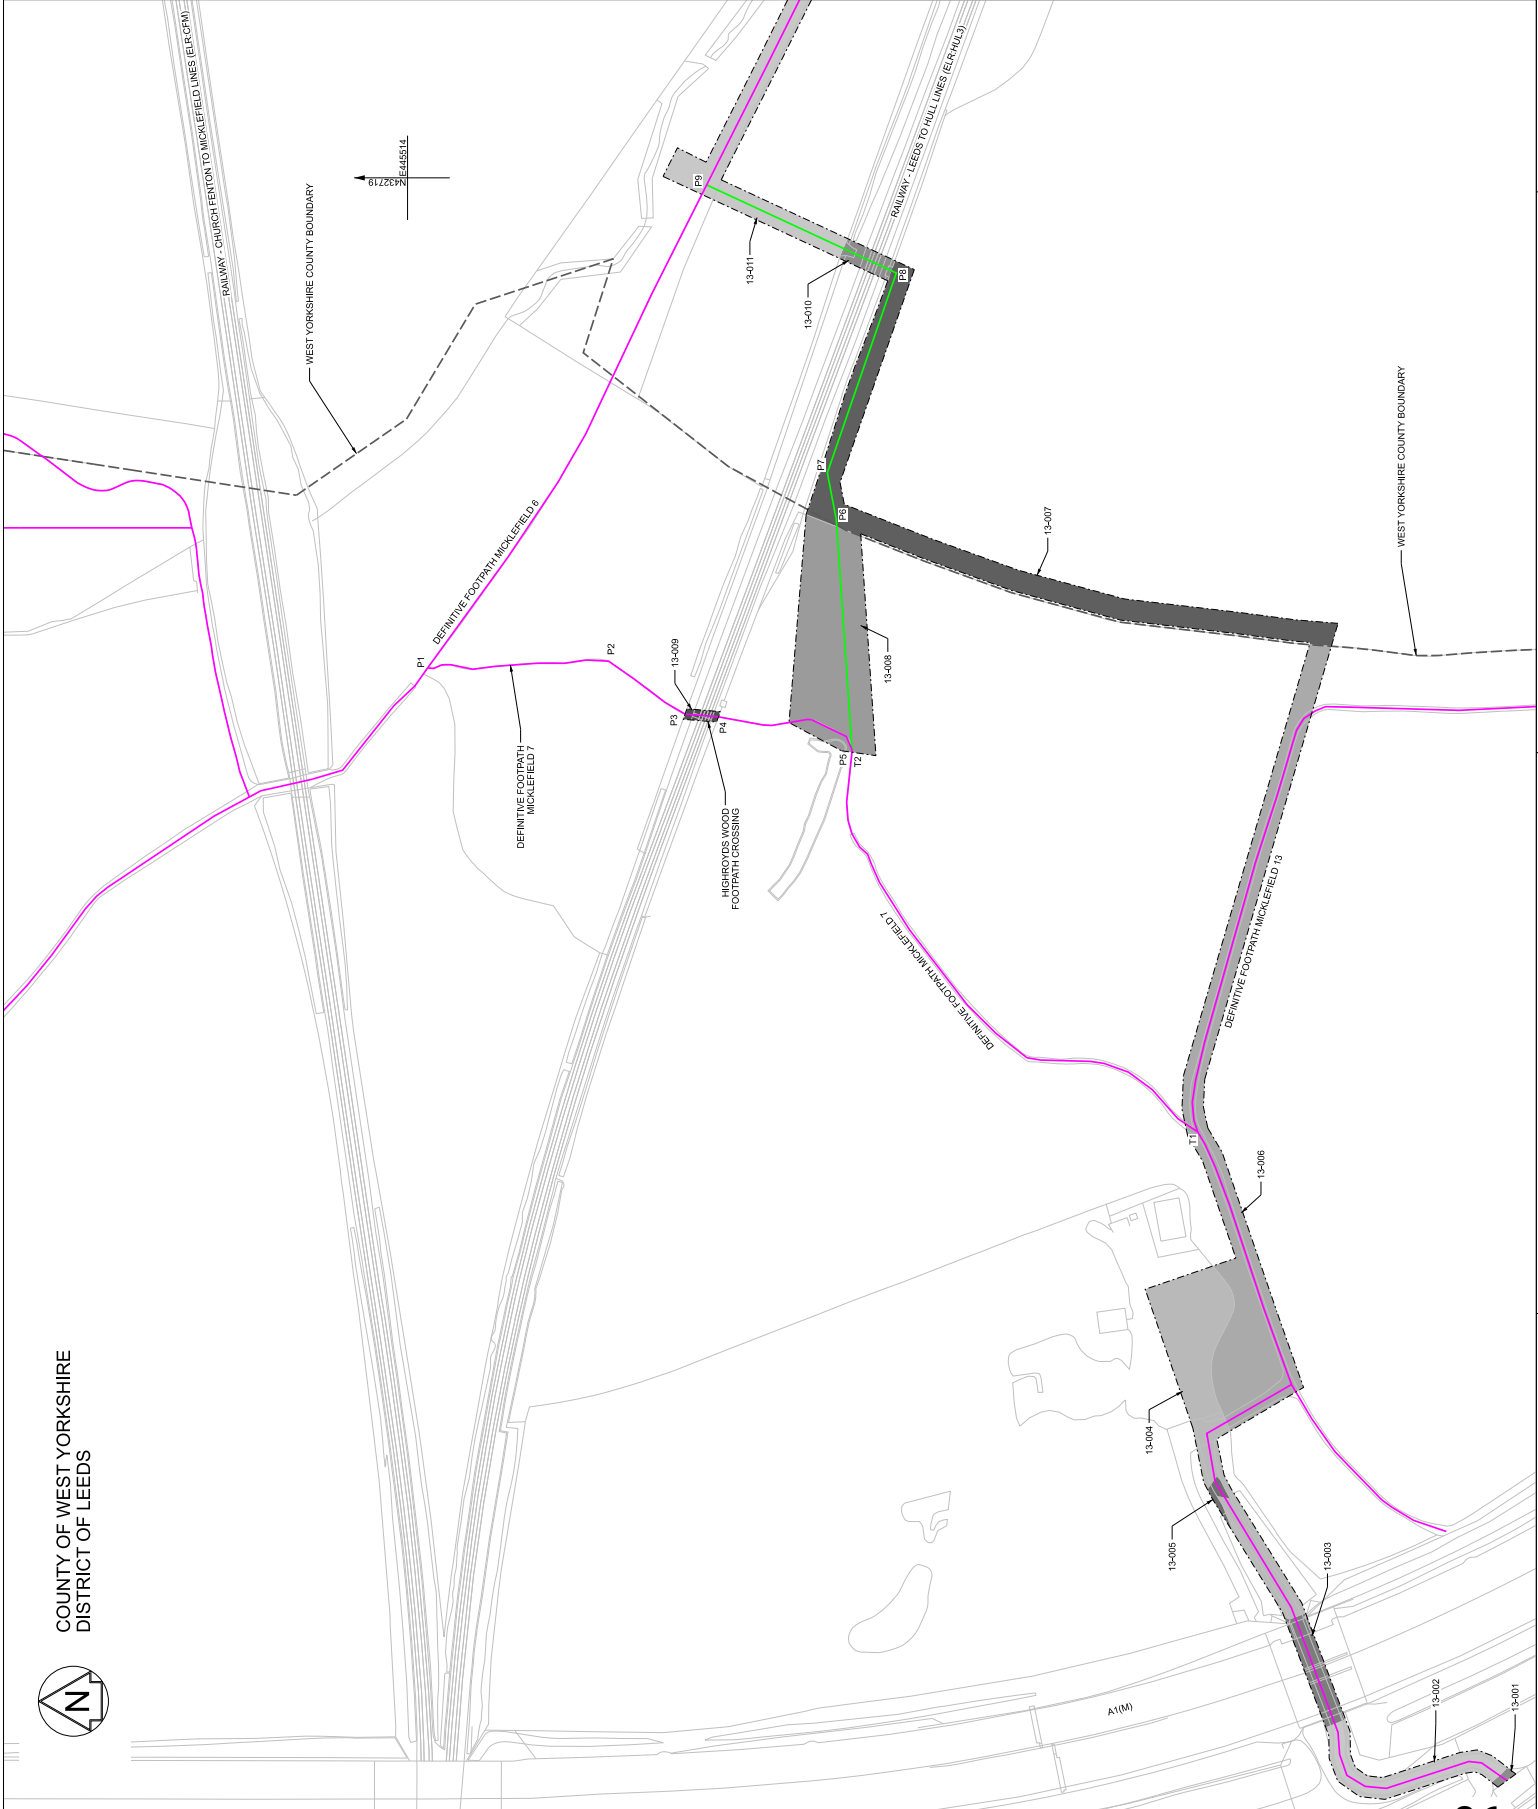 COUNTY OF WEST YORKSHIRE
DISTRICT OF LEEDS
N
RAILWAY - CHURCH FENTON TO MICKLEFIELD LINES (ELR:CFM)
WEST YORKSHIRE COUNTY BOUNDARY
N432719
E445514
RAILWAY - LEEDS TO HULL LINES (ELR:HUL3)
P9
13-011
13-010
P8
P7
P6
DEFINITIVE FOOTPATH MICKLEFIELD 6
P1
P2
13-009
P3
P4
DEFINITIVE FOOTPATH
MICKLEFIELD 7
HIGHROYDS WOOD
FOOTPATH CROSSING
P5
T2
13-008
13-007
WEST YORKSHIRE COUNTY BOUNDARY
DEFINITIVE FOOTPATH MICKLEFIELD 7
DEFINITIVE FOOTPATH MICKLEFIELD 13
T1
13-006
13-004
13-005
13-003
A1(M)
13-002
13-001